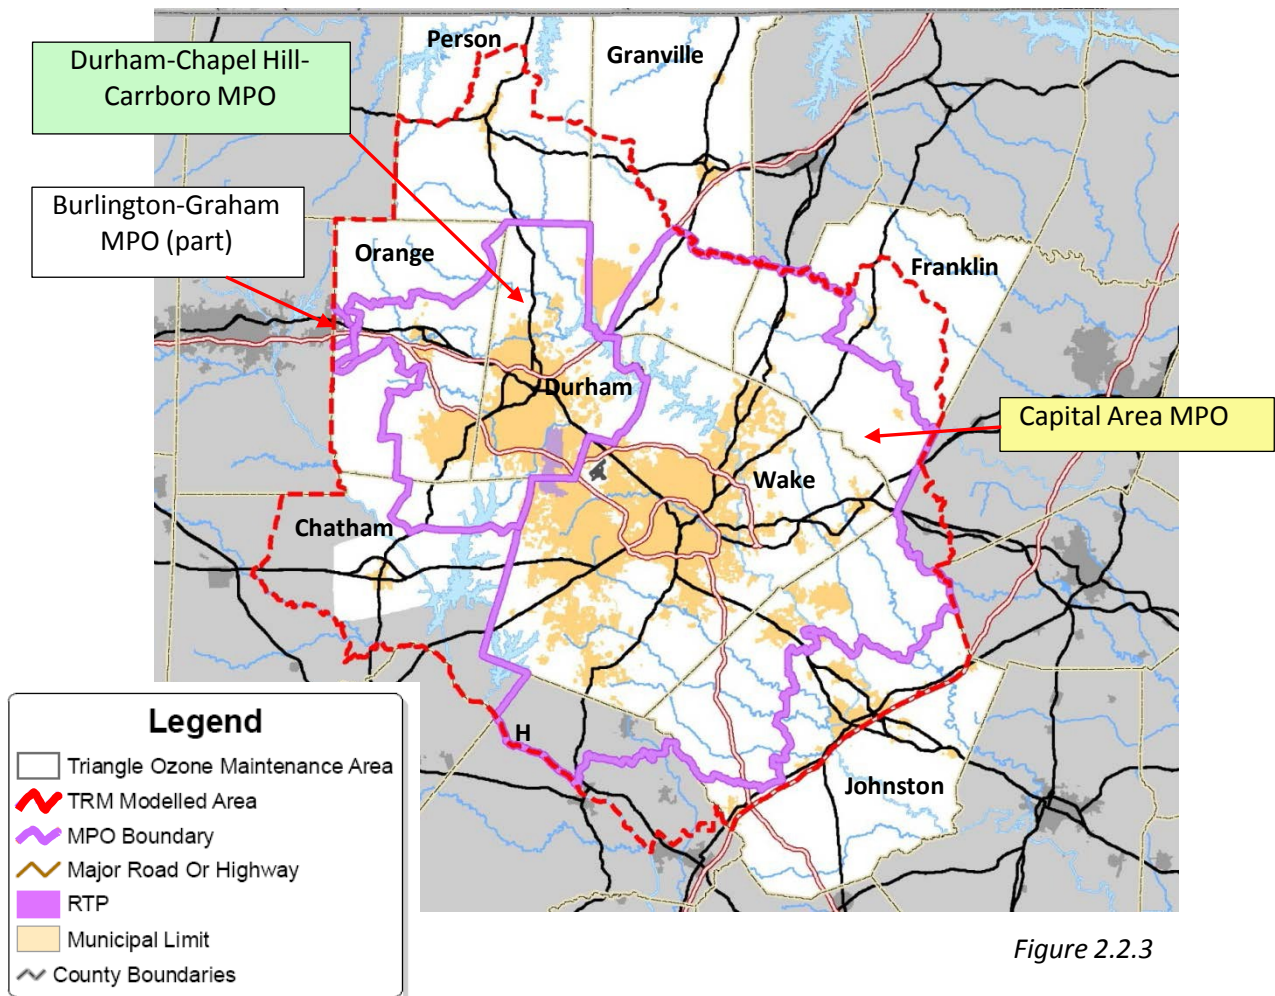 Person
Granville
Durham-Chapel Hill-
Carrboro MPO
Burlington-Graham
MPO (part)
Orange
Franklin
Durham
Capital Area MPO
Wake
Chatham
H
Johnston
Legend
Triangle Ozone Maintenance Area
TRM Modelled Area
MPO Boundary
Major Road Or Highway
RTP
Municipal Limit
County Boundaries
Figure 2.2.3